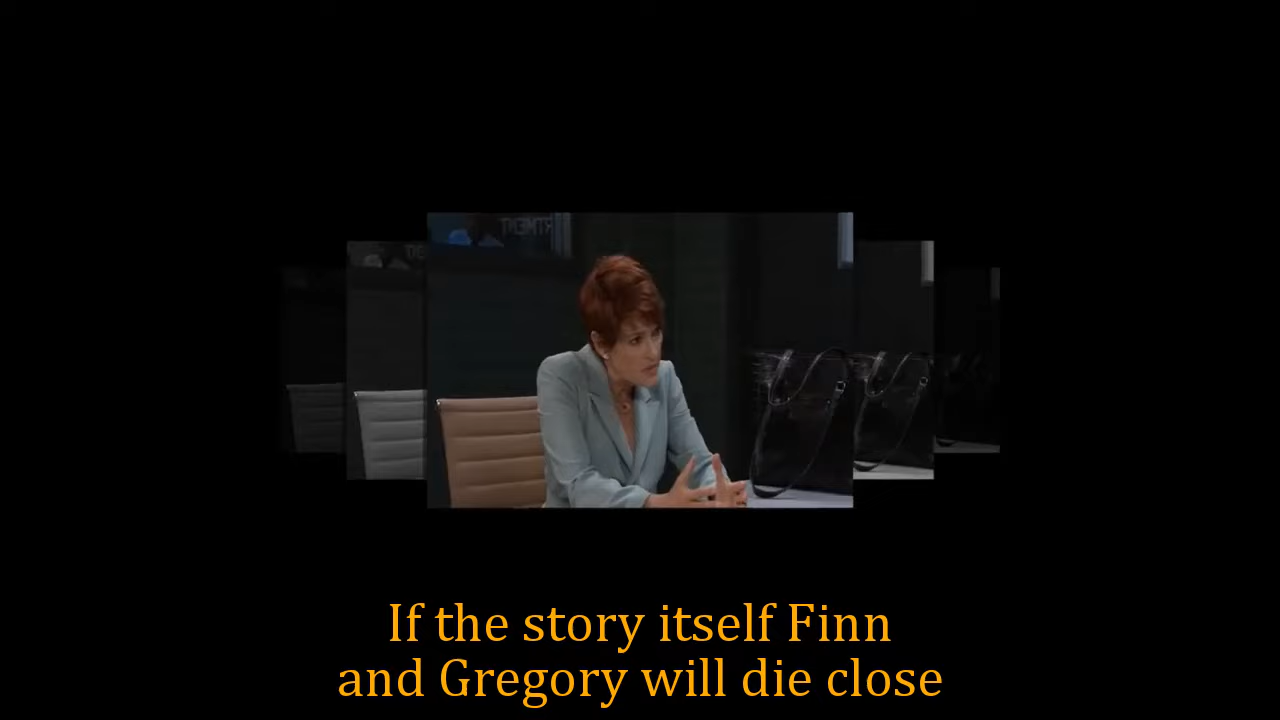 If the story itself Finn
and Gregory will die close